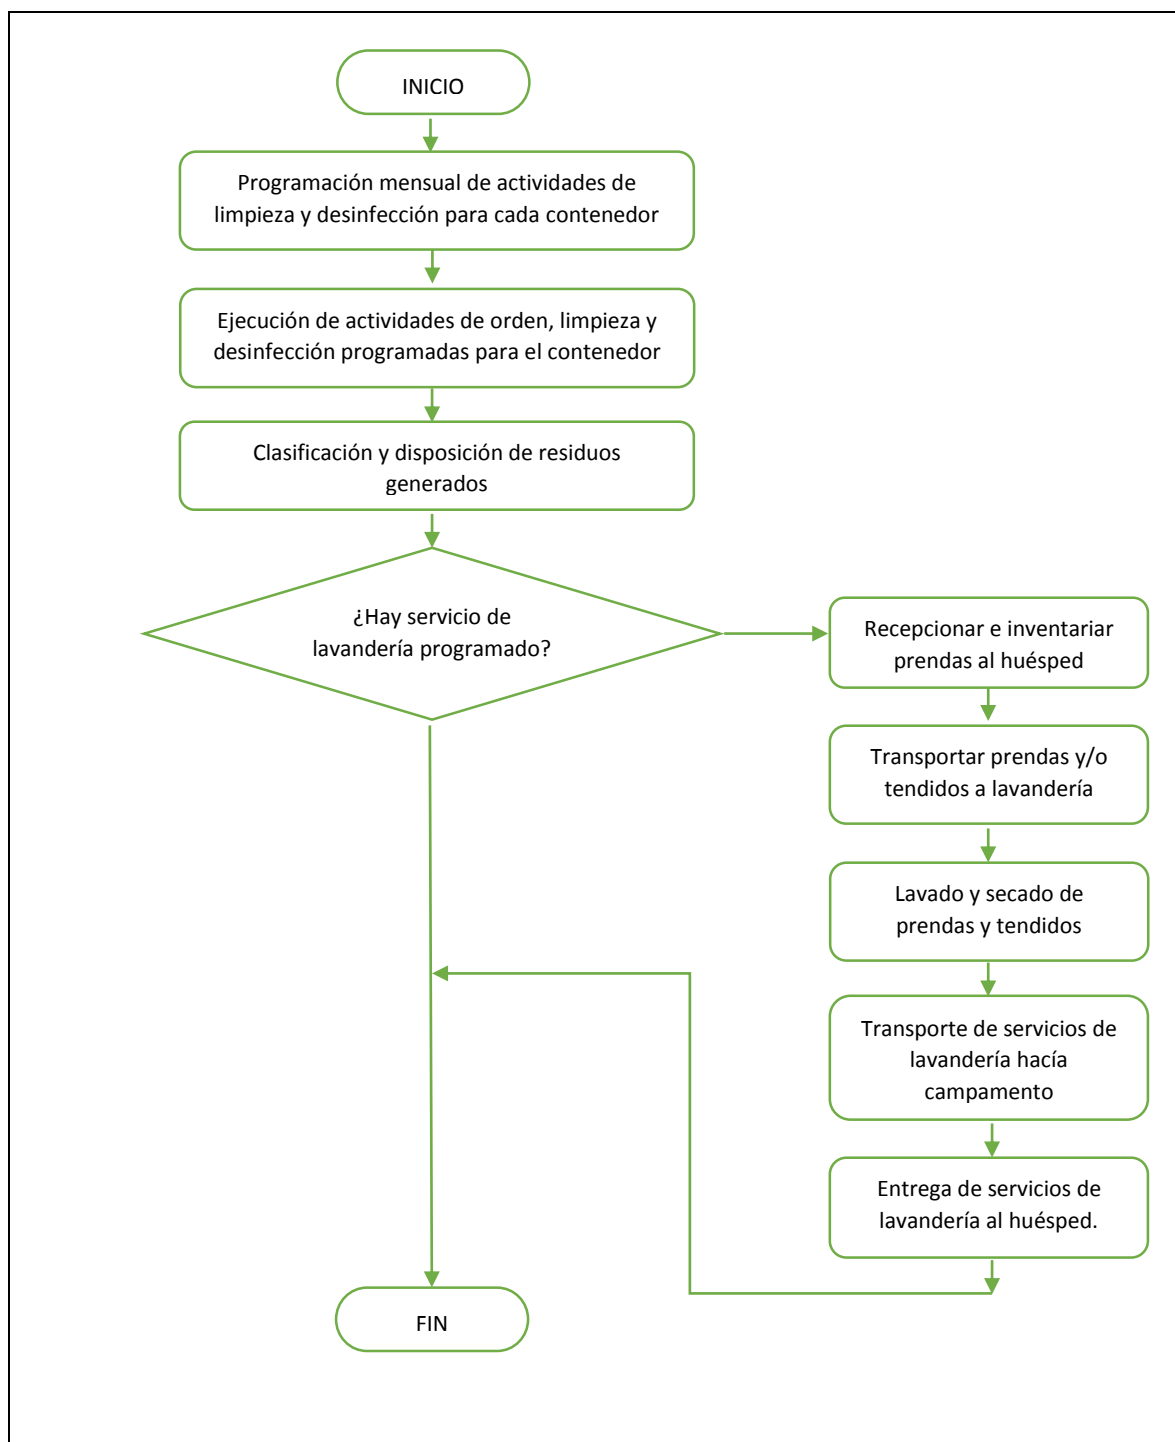 INICIO
Programación mensual de actividades de
limpieza y desinfección para cada contenedor
Ejecución de actividades de orden, limpieza y
desinfección programadas para el contenedor
Clasificación y disposición de residuos
generados
¿Hay servicio de
lavandería programado?
Recepcionar e inventariar
prendas al huésped
Transportar prendas y/o
tendidos a lavandería
Lavado y secado de
prendas y tendidos
Transporte de servicios de
lavandería hacía
campamento
Entrega de servicios de
lavandería al huésped.
FIN